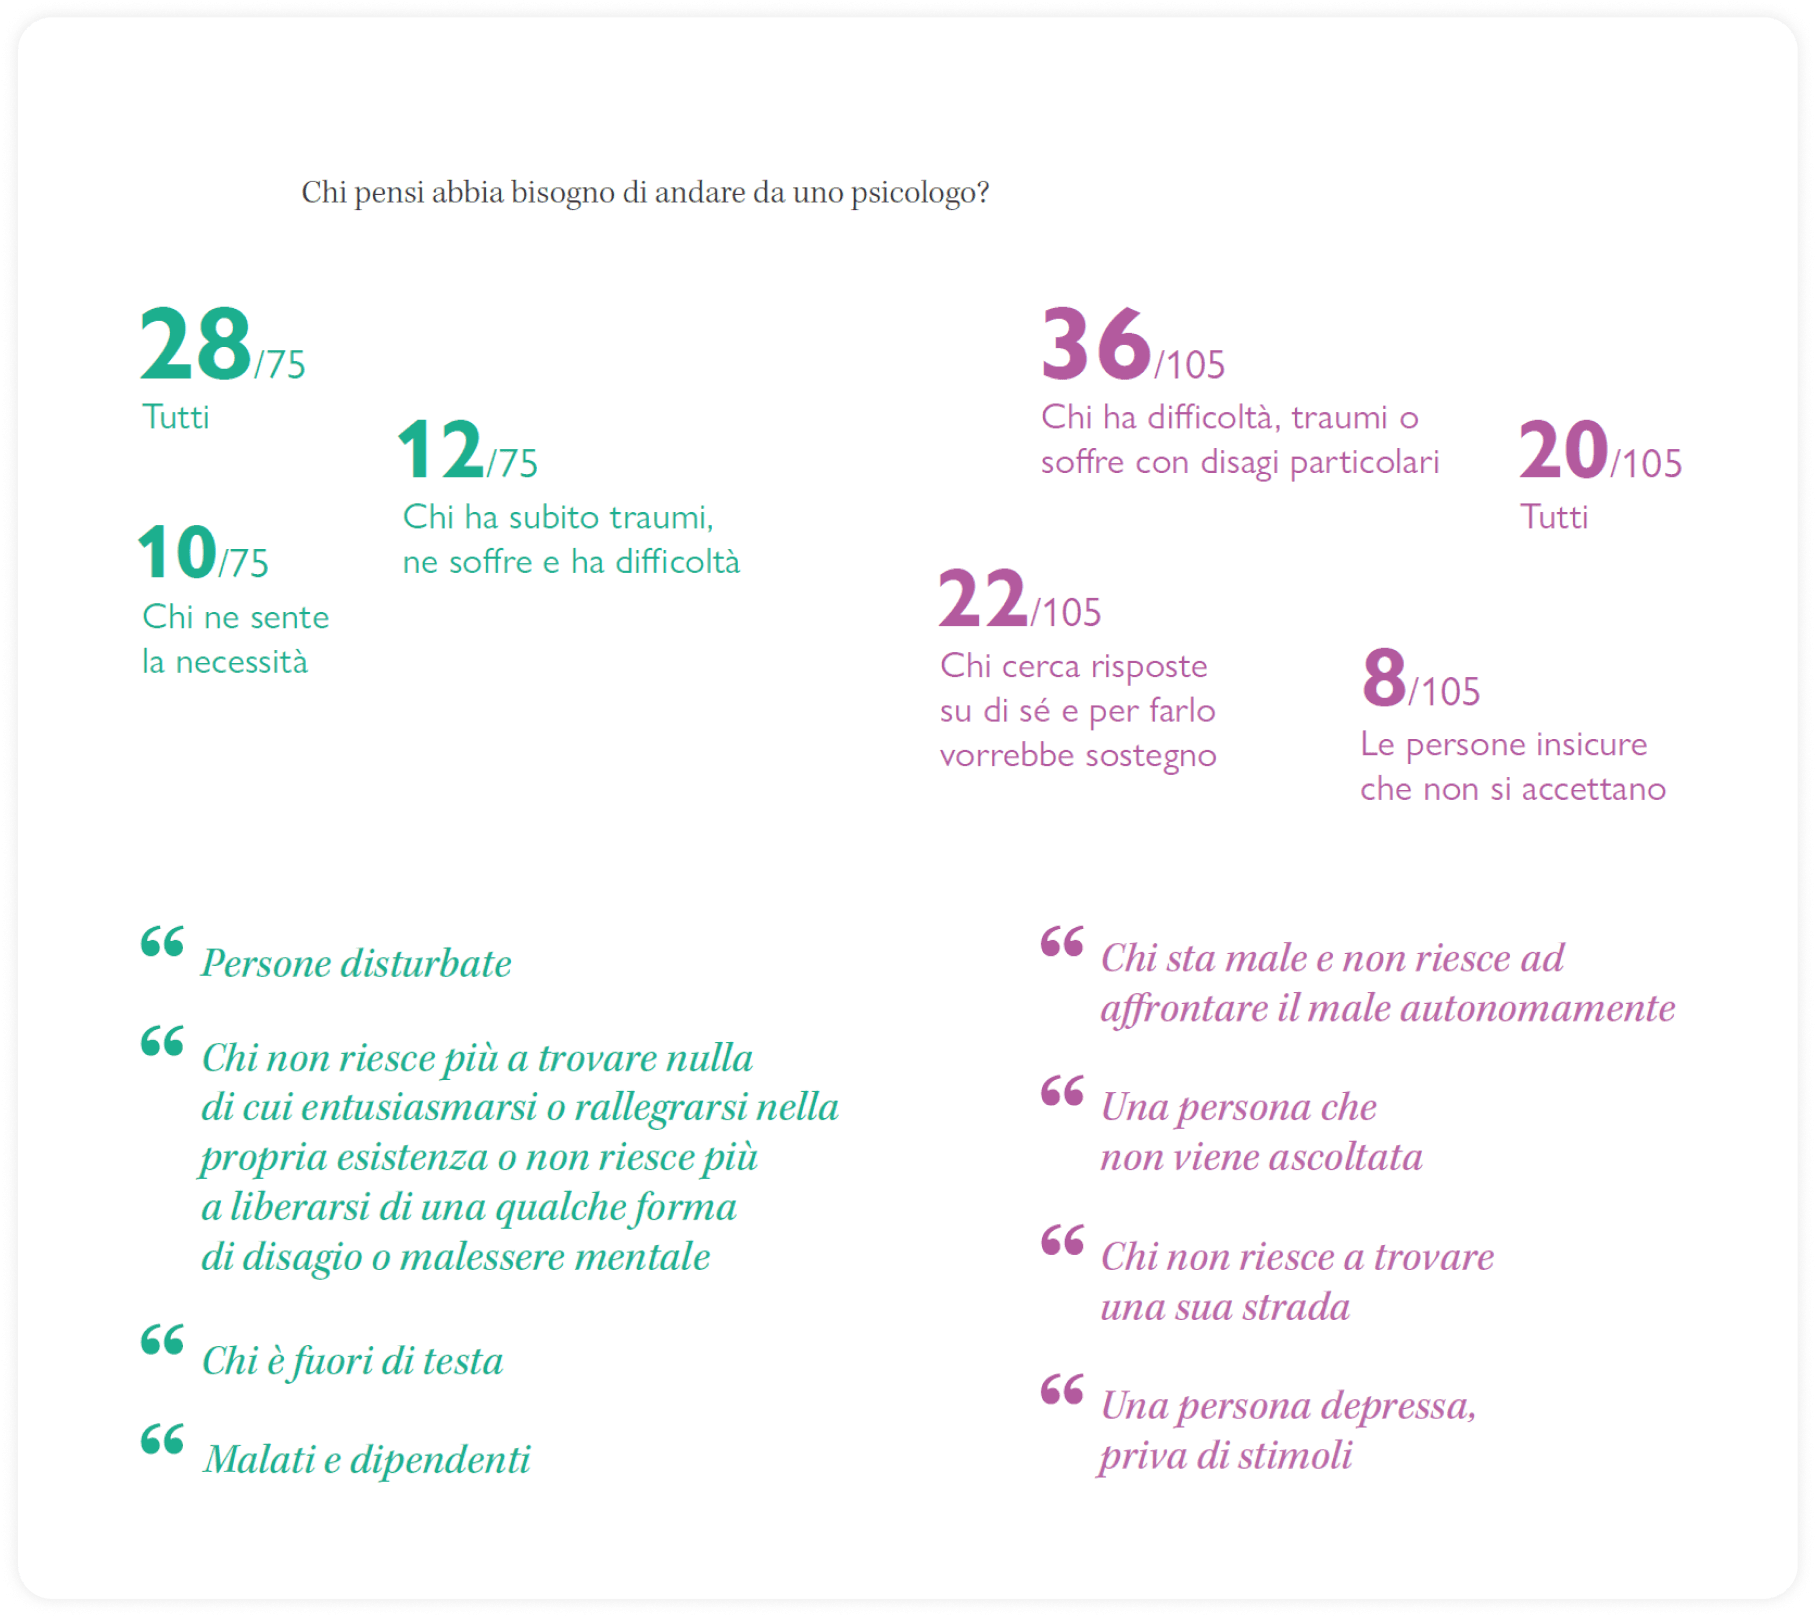 Chi pensi abbia bisogno di andare da uno psicologo?
28/75
Tutti
12/75
Chi ha subito traumi,
ne soffre e ha difficoltà
10/75
Chi ne sente
la necessità
36/105
Chi ha difficoltà, traumi o
soffre con disagi particolari
20/105
Tutti
22/105
Chi cerca risposte
su di sé e per farlo
vorrebbe sostegno
8/105
Le persone insicure
che non si accettano
“ Persone disturbate
“ Chi non riesce più a trovare nulla
di cui entusiasmarsi o rallegrarsi nella
propria esistenza o non riesce più
a liberarsi di una qualche forma
di disagio o malessere mentale
“ Chi è fuori di testa
“ Malati e dipendenti
“ Chi sta male e non riesce ad
affrontare il male autonomamente
“ Una persona che
non viene ascoltata
“ Chi non riesce a trovare
una sua strada
“ Una persona depressa,
priva di stimoli